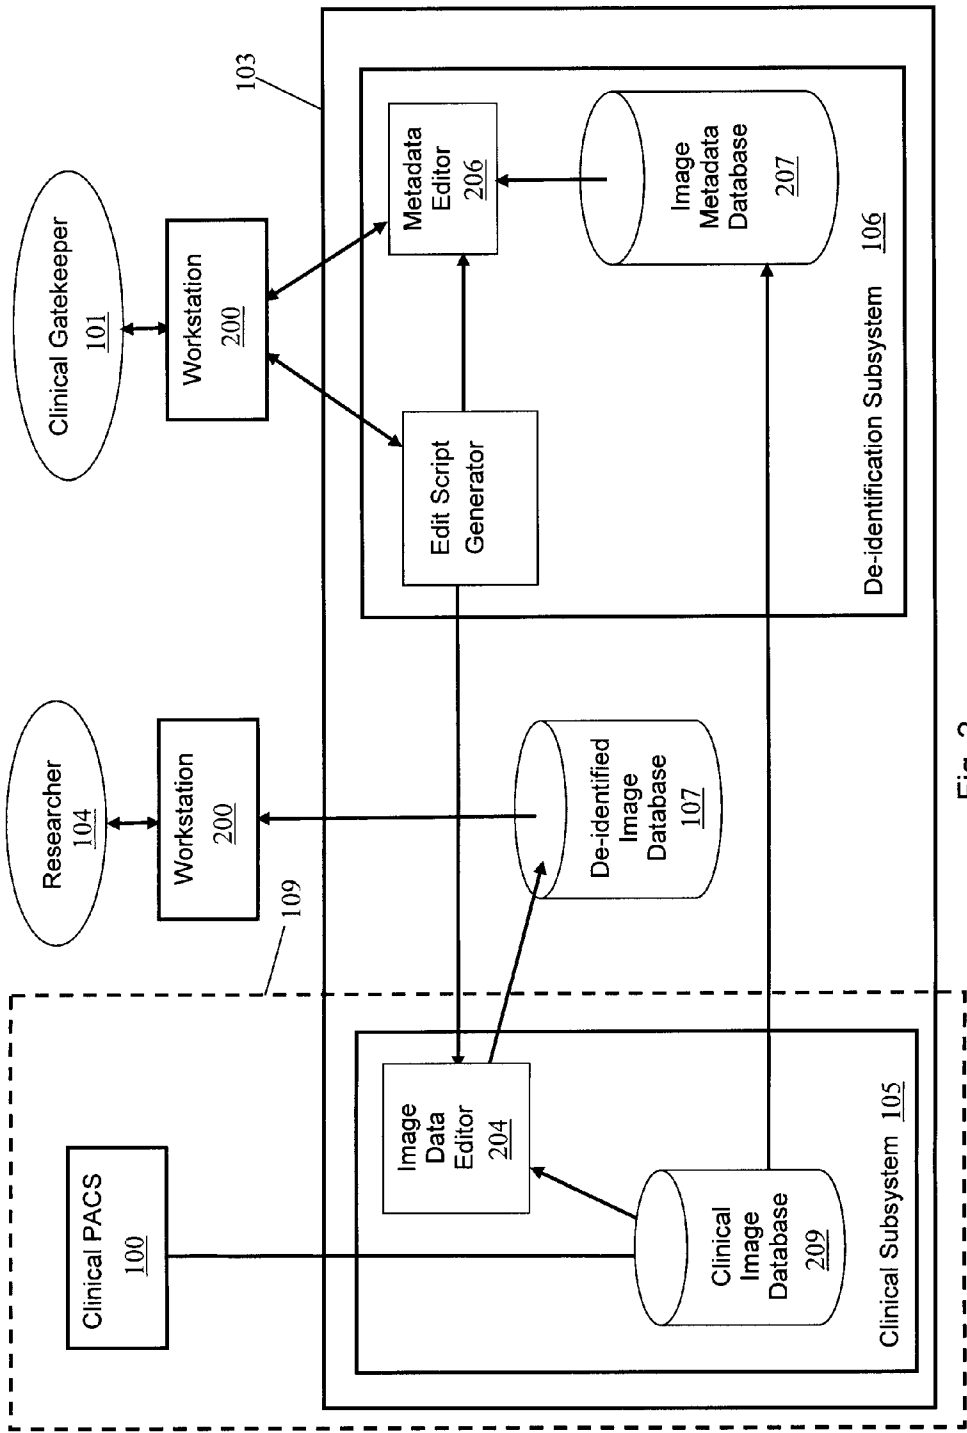 Clinical PACS
100
109
Researcher
104
Workstation
200
Clinical Gatekeeper
101
Workstation
200
103
Image
Data
Editor
204
Clinical
Image
Database
209
Clinical Subsystem 105
De-identified
Image
Database
107
Edit Script
Generator
Metadata
Editor
206
Image
Metadata
Database
207
De-identification Subsystem 106